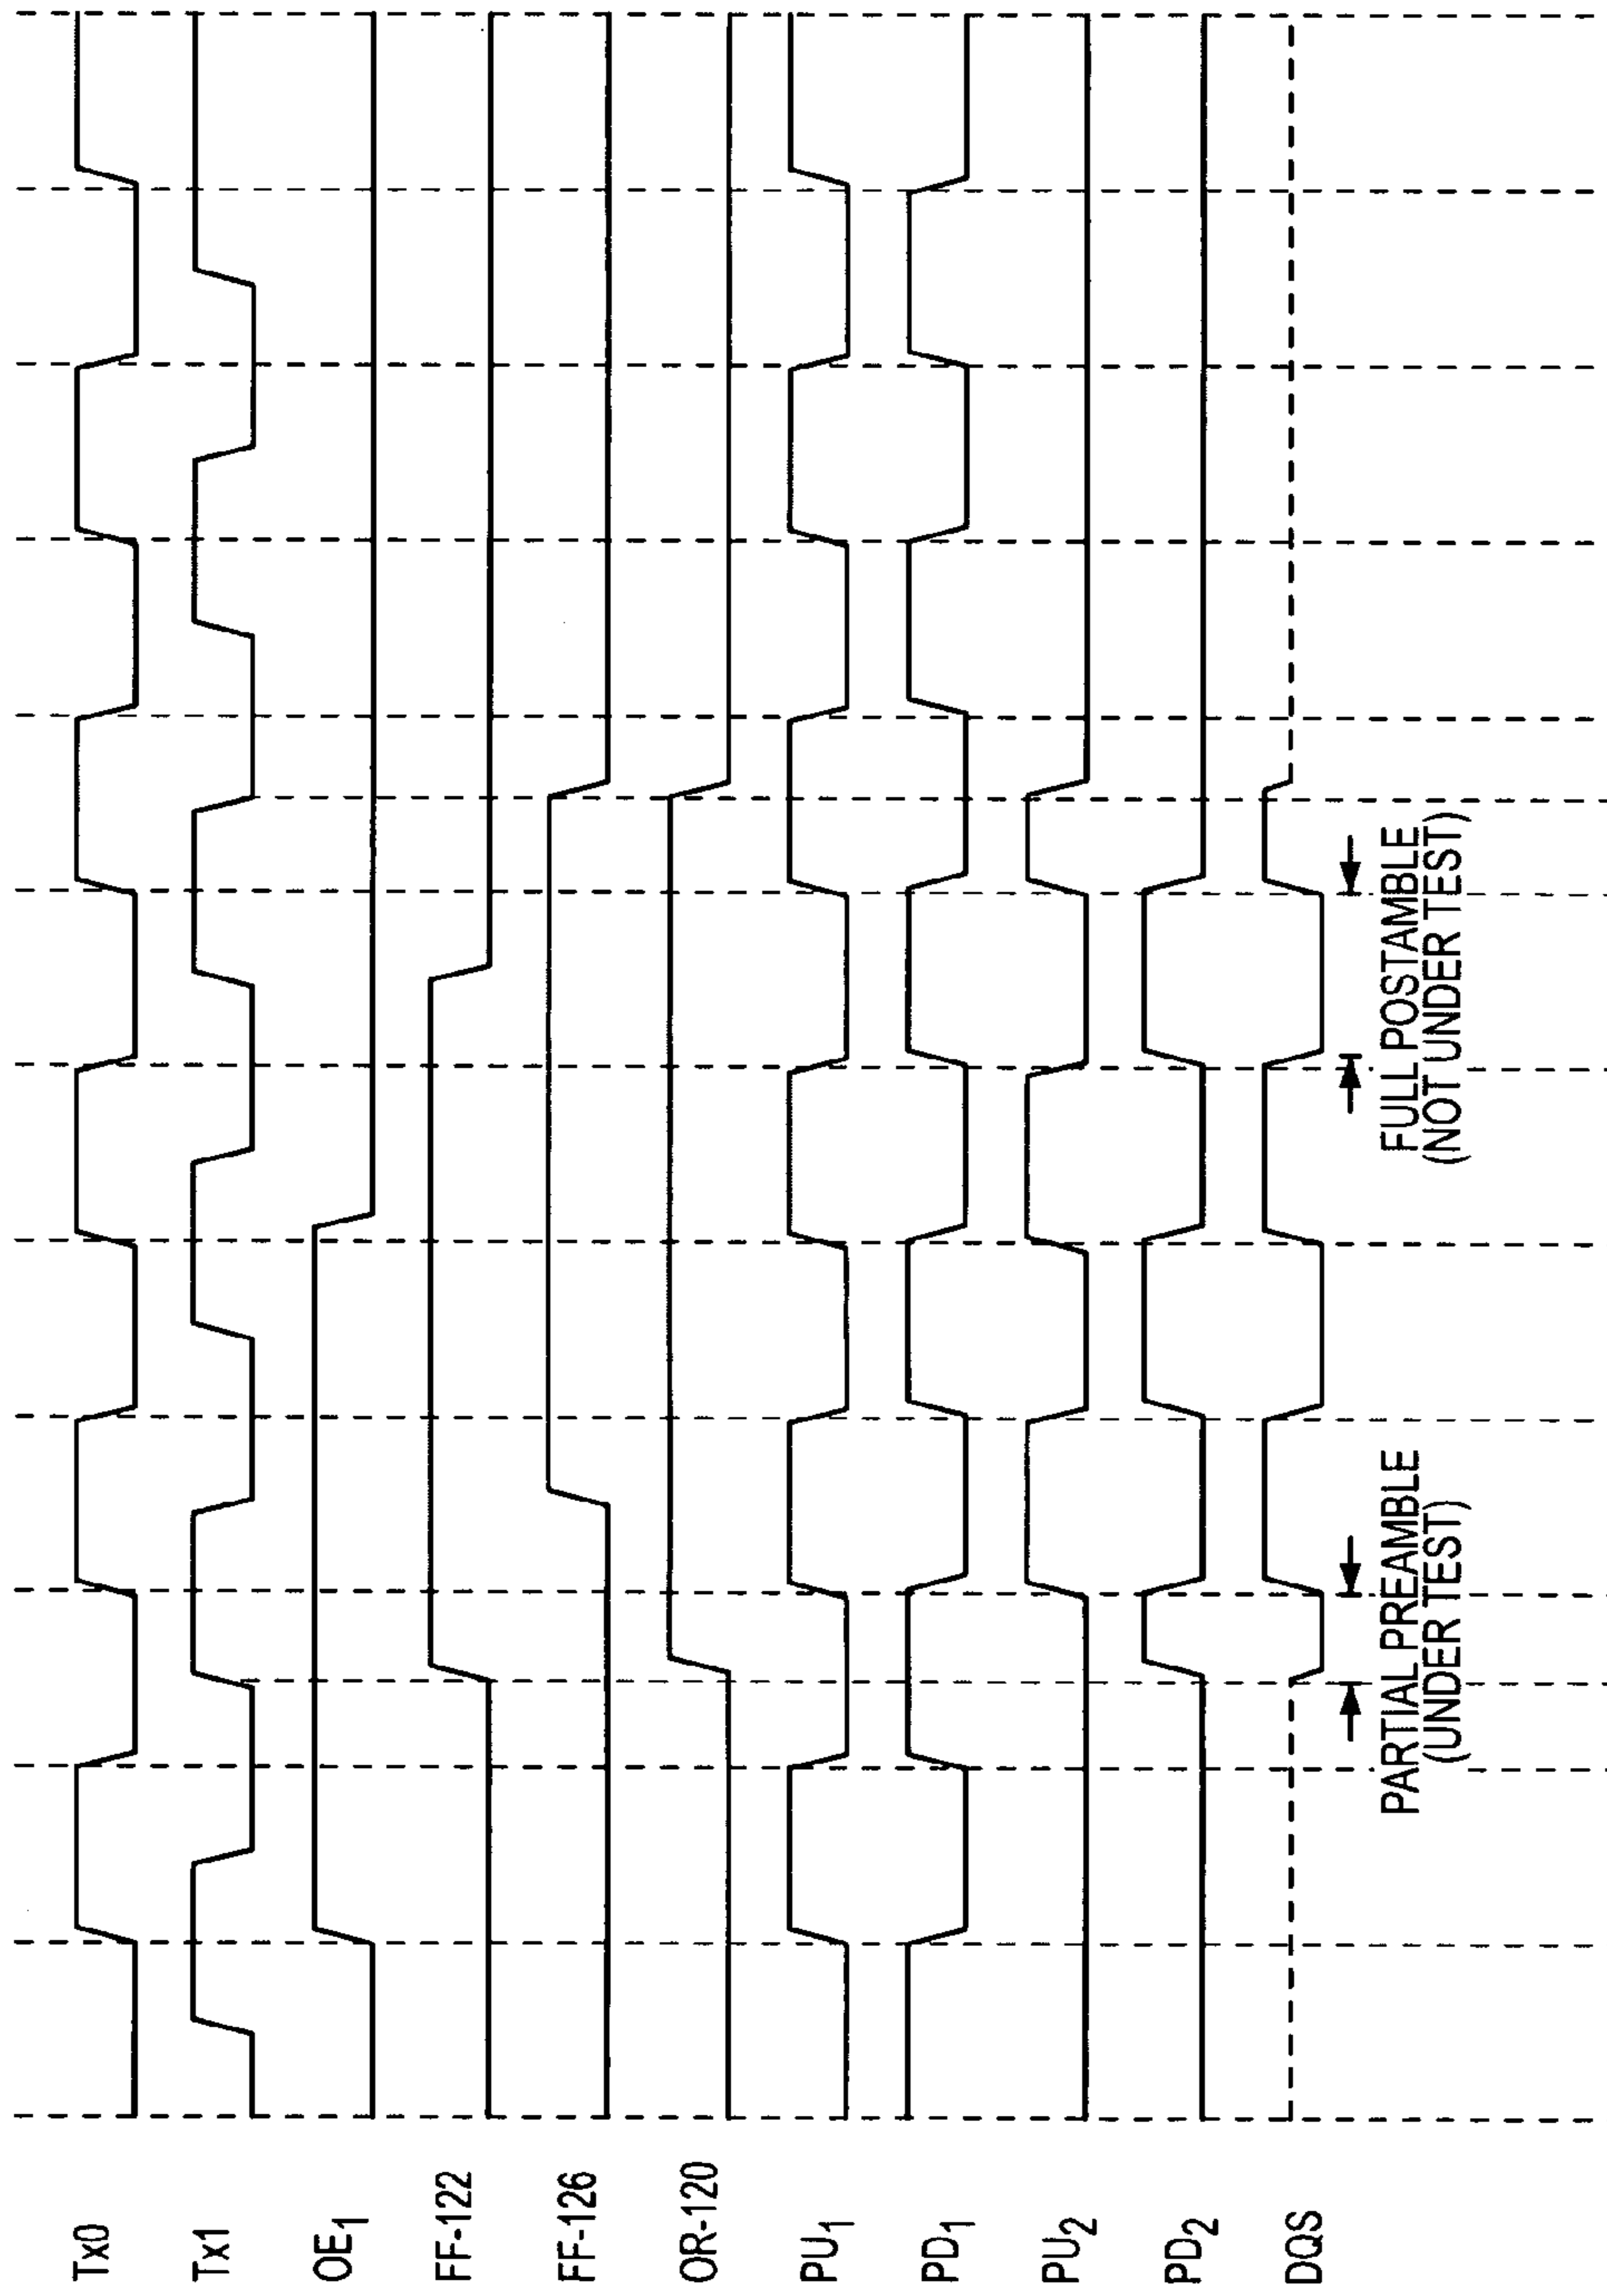 Tx0
Tx1
OE1
FF-122
FF-126
OR-120
PU1
PD1
PU2
PD2
DQS
PARTIAL PREAMBLE
(UNDER TEST)
FULL POSTAMBLE
(NOT UNDER TEST)